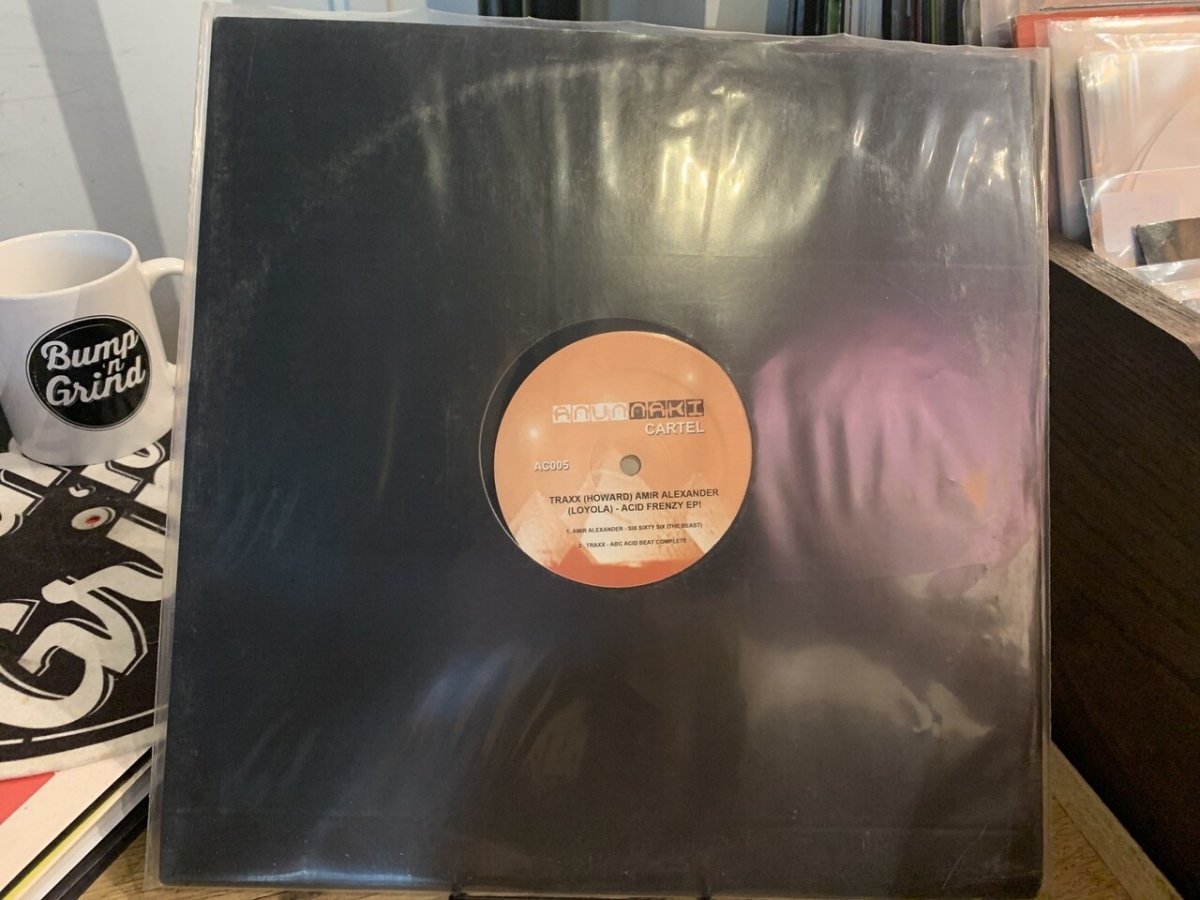 Bump
'n
Grind
ANUNNAKI
CARTEL
AC005
TRAXX (HOWARD) AMIR ALEXANDER
(LOYOLA) - ACID FRENZY EP!
1. AMIR ALEXANDER - SIX SIXTY SIX (THE BEAST)
2. TRAXX - ABC ACID BEAT COMPLETE